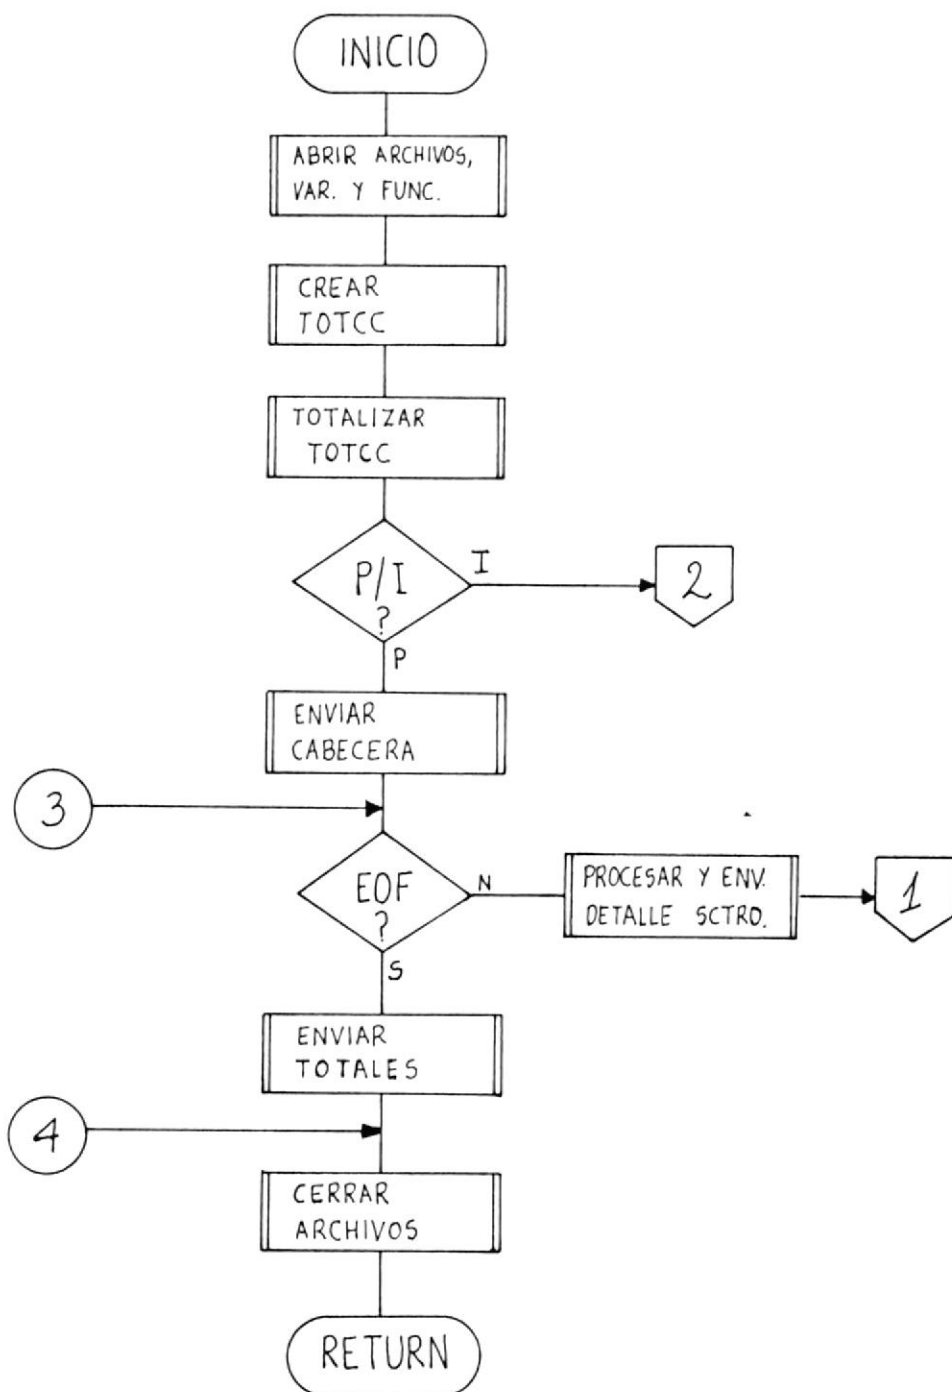 INICIO
ABRIR ARCHIVOS,
VAR. Y FUNC.
CREAR
TOTCC
TOTALIZAR
TOTCC
P/I
?
I
2
P
ENVIAR
CABECERA
3
EOF
?
N
PROCESAR Y ENV.
DETALLE SCTRO.
1
S
ENVIAR
TOTALES
4
CERRAR
ARCHIVOS
RETURN